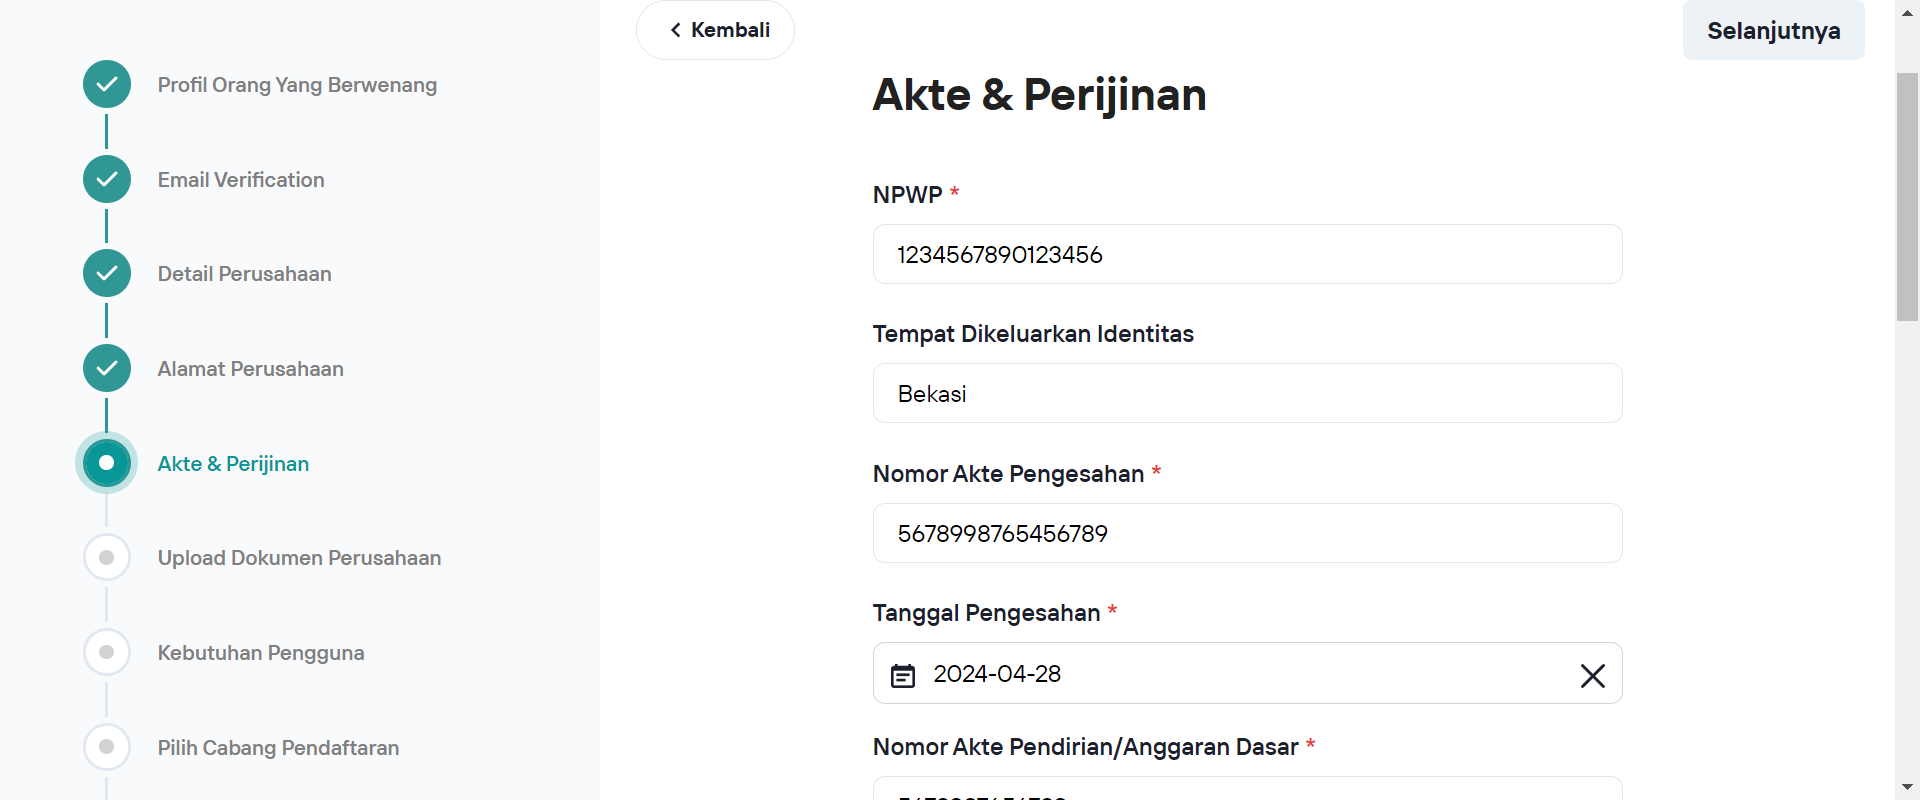 Kembali
Selanjutnya
Profil Orang Yang Berwenang
Email Verification
Detail Perusahaan
Alamat Perusahaan
Akte & Perijinan
Upload Dokumen Perusahaan
Kebutuhan Pengguna
Pilih Cabang Pendaftaran
Akte & Perijinan
NPWP *
1234567890123456
Tempat Dikeluarkan Identitas
Bekasi
Nomor Akte Pengesahan *
5678998765456789
Tanggal Pengesahan *
2024-04-28
Nomor Akte Pendirian/Anggaran Dasar *